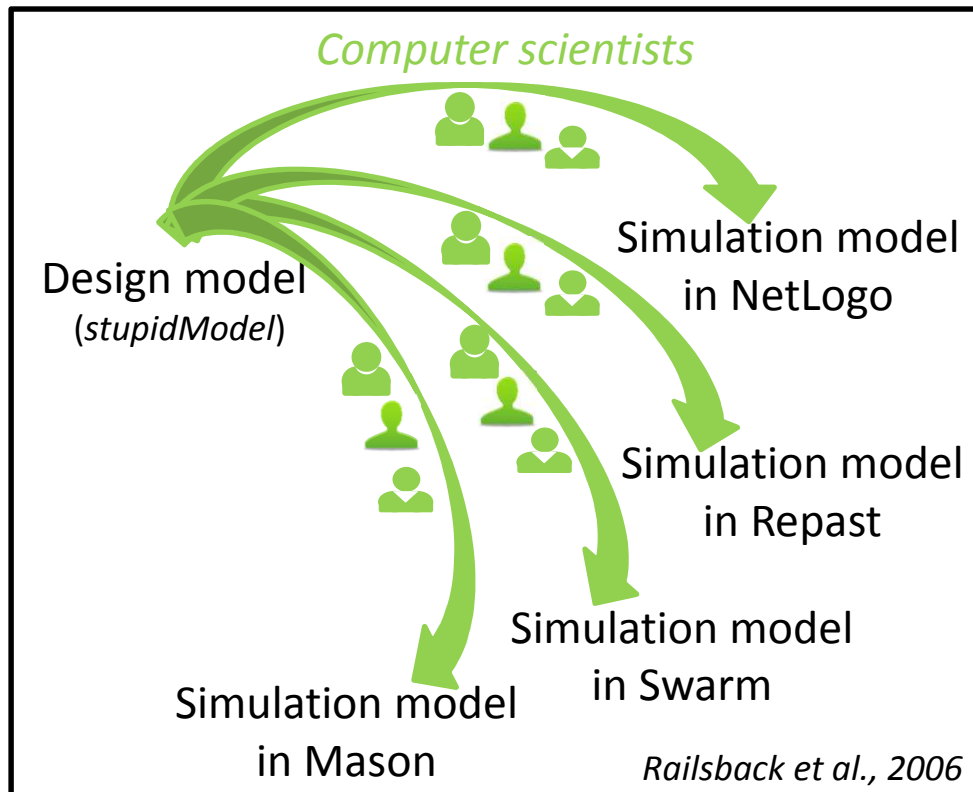 Computer scientists
Simulation model
in NetLogo
Design model
(stupidModel)
Simulation model
in Repast
Simulation model
in Swarm
Simulation model
in Mason
Railsback et al., 2006